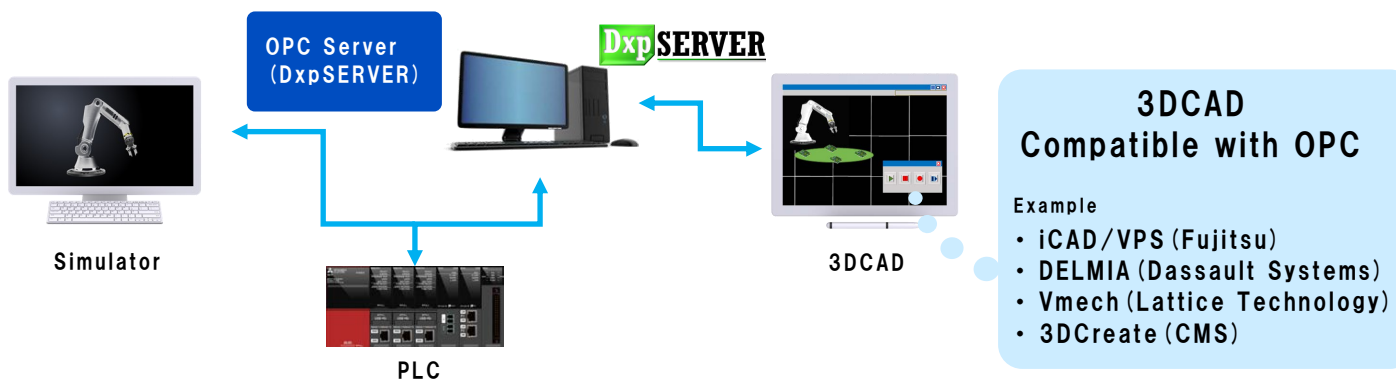 OPC Server
(DxpSERVER)
DxpSERVER
Simulator
PLC
3DCAD
3DCAD
Compatible with OPC
Example
・iCAD/VPS(Fujitsu)
・DELMIA(Dassault Systems)
・Vmech(Lattice Technology)
・3DCreate(CMS)